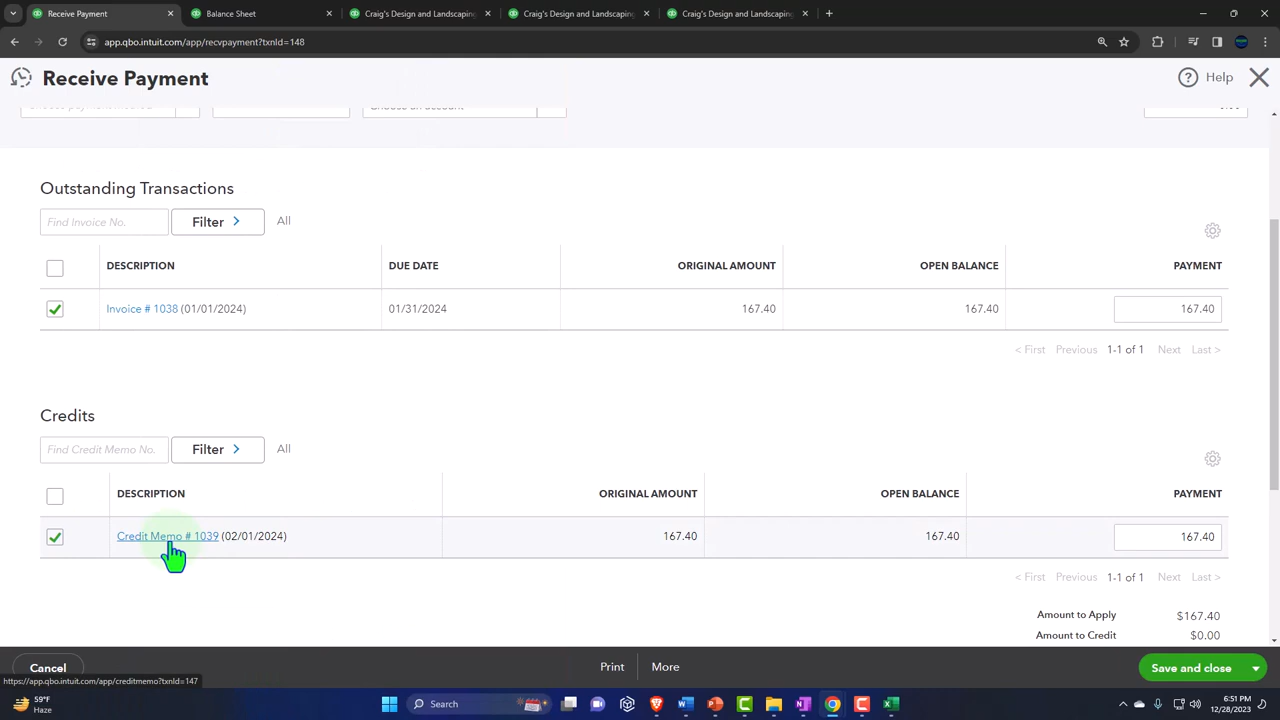 Receive Payment
Balance Sheet
Craig's Design and Landscaping
Craig's Design and Landscaping
Craig's Design and Landscaping
app.qbo.intuit.com/app/recvpayment?txnId=148
Receive Payment
Help
Outstanding Transactions
Find Invoice No.
Filter >
All
DESCRIPTION DUE DATE ORIGINAL AMOUNT OPEN BALANCE PAYMENT
Invoice # 1038 (01/01/2024) 01/31/2024 167.40 167.40 167.40
< First Previous 1-1 of 1 Next Last >
Credits
Find Credit Memo No.
Filter >
All
DESCRIPTION ORIGINAL AMOUNT OPEN BALANCE PAYMENT
Credit Memo # 1039 (02/01/2024) 167.40 167.40 167.40
< First Previous 1-1 of 1 Next Last >
Amount to Apply $167.40
Amount to Credit $0.00
Cancel Print More Save and close
https://app.qbo.intuit.com/app/creditmemo?txnId=147
59°F
Haze
Search
6:51 PM
12/28/2023